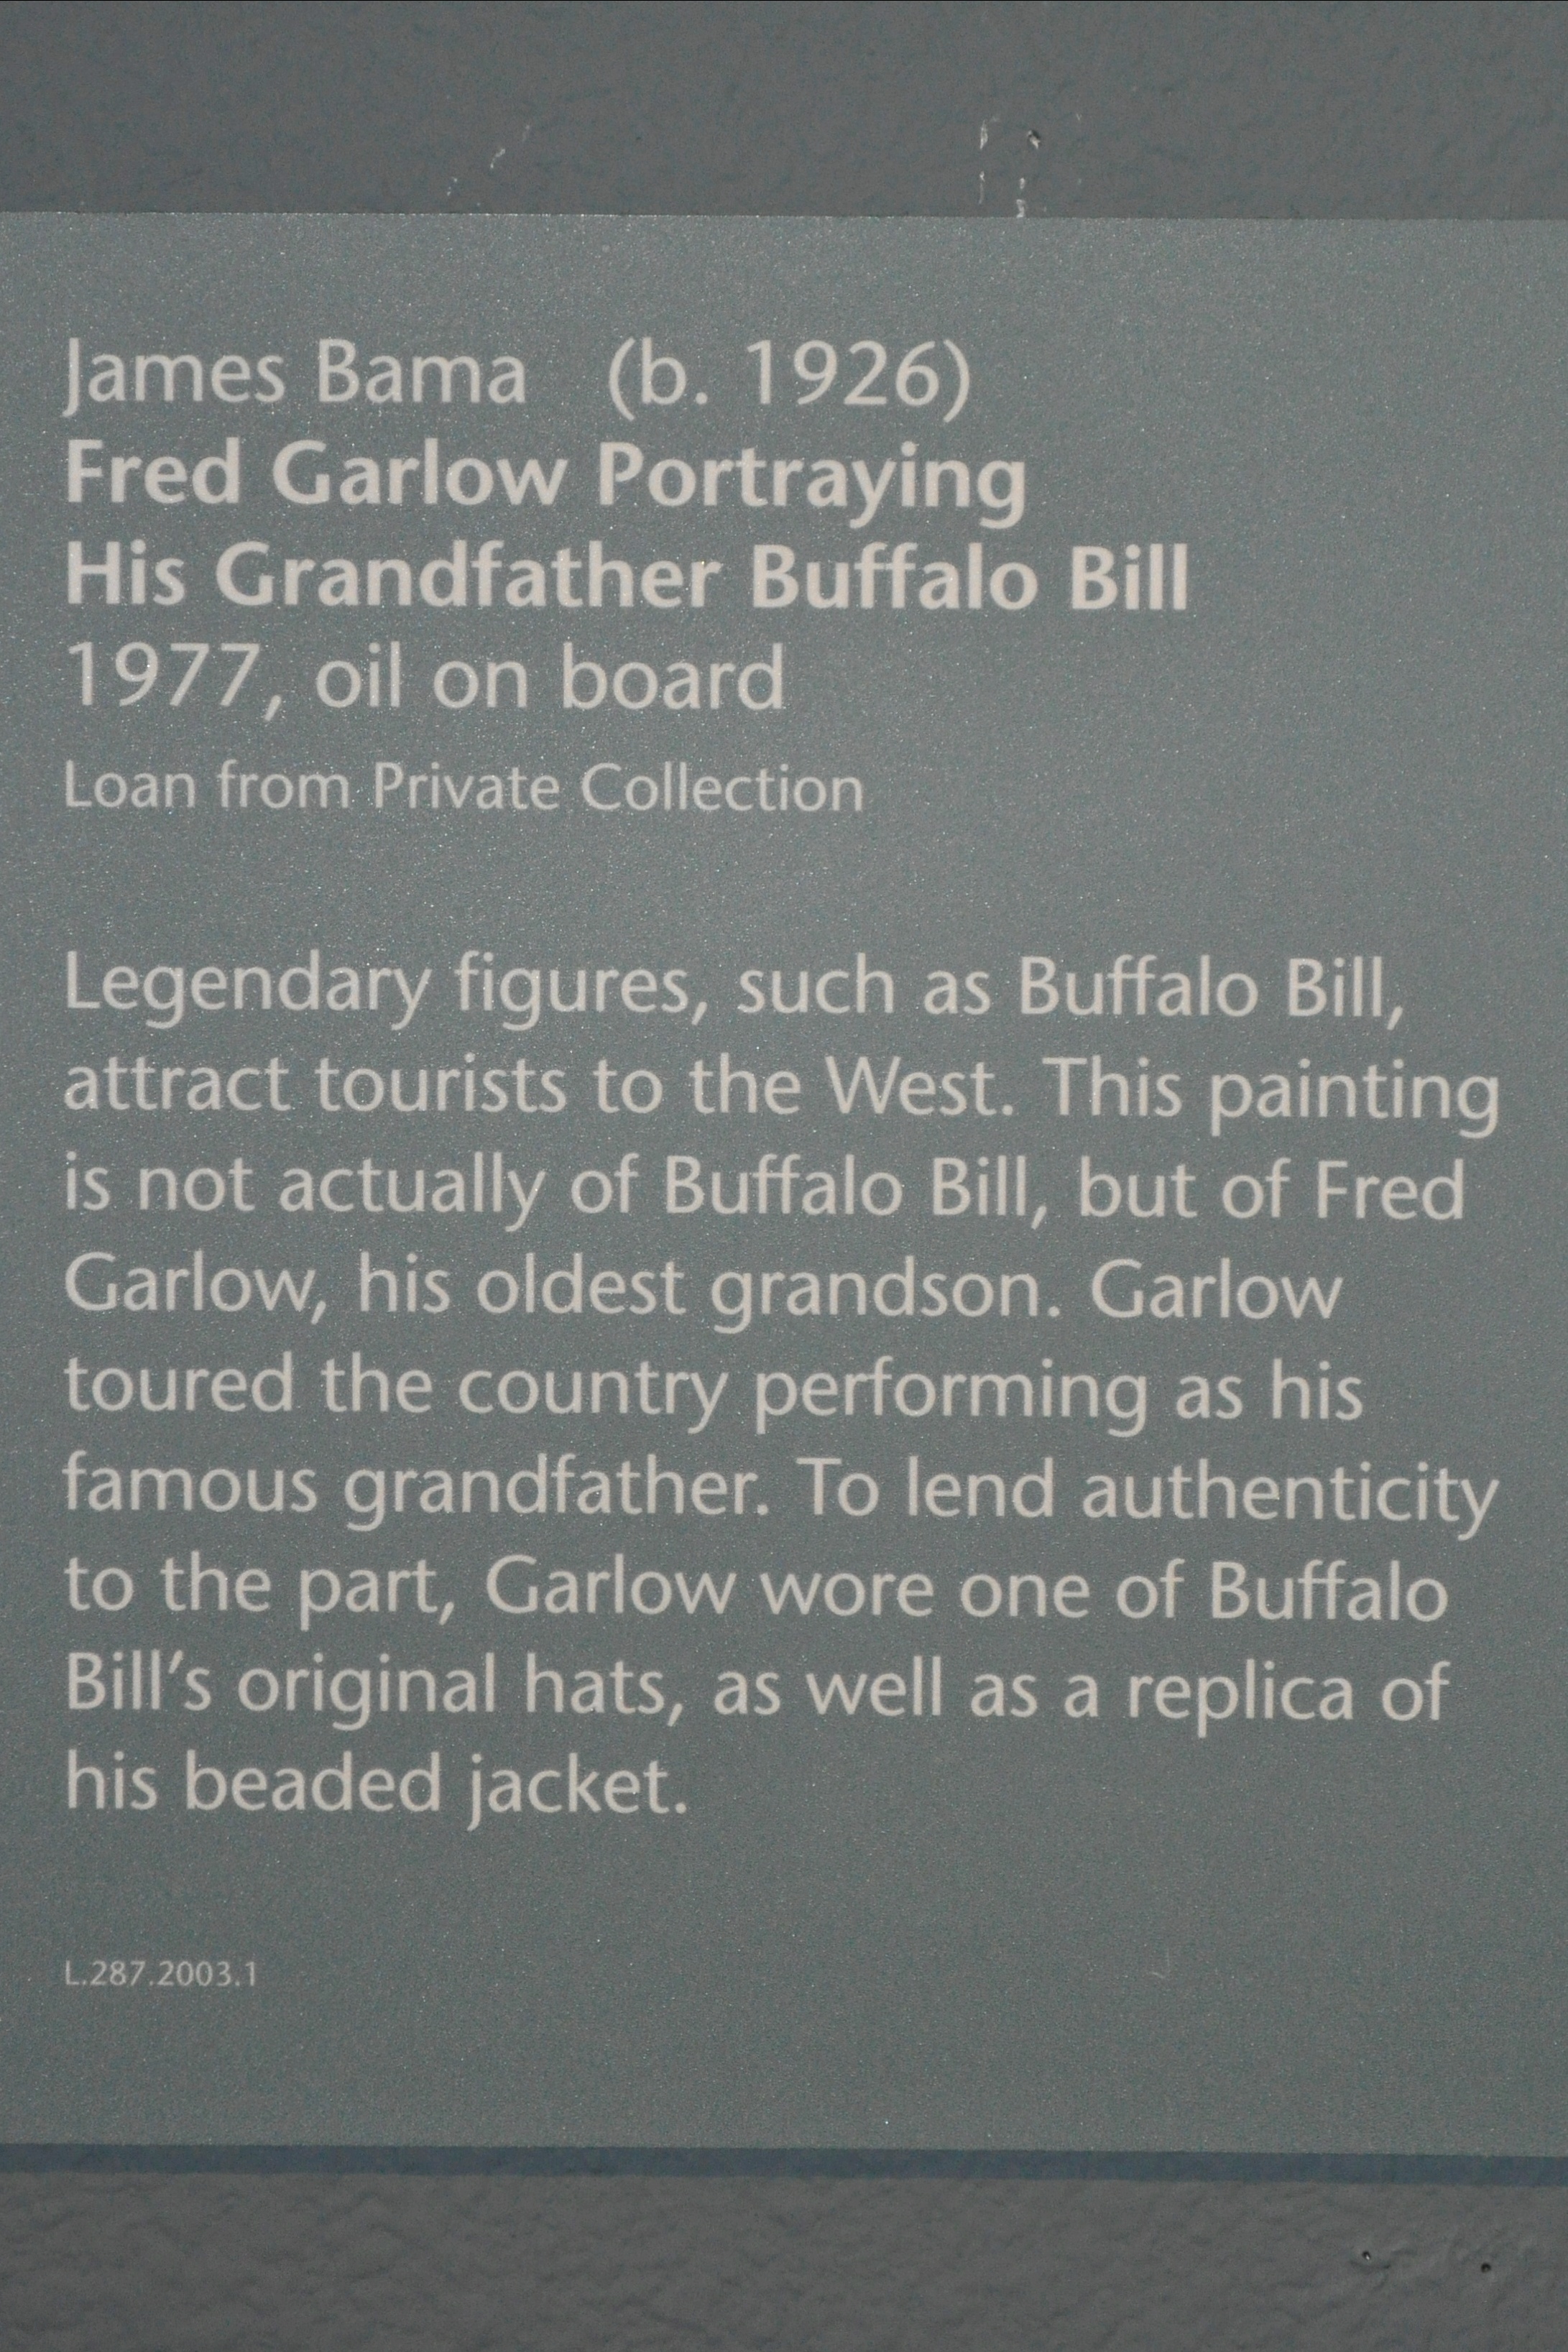 James Bama (b. 1926)
Fred Garlow Portraying
His Grandfather Buffalo Bill
1977, oil on board
Loan from Private Collection
Legendary figures, such as Buffalo Bill,
attract tourists to the West. This painting
is not actually of Buffalo Bill, but of Fred
Garlow, his oldest grandson. Garlow
toured the country performing as his
famous grandfather. To lend authenticity
to the part, Garlow wore one of Buffalo
Bill’s original hats, as well as a replica of
his beaded jacket.
L.287.2003.1